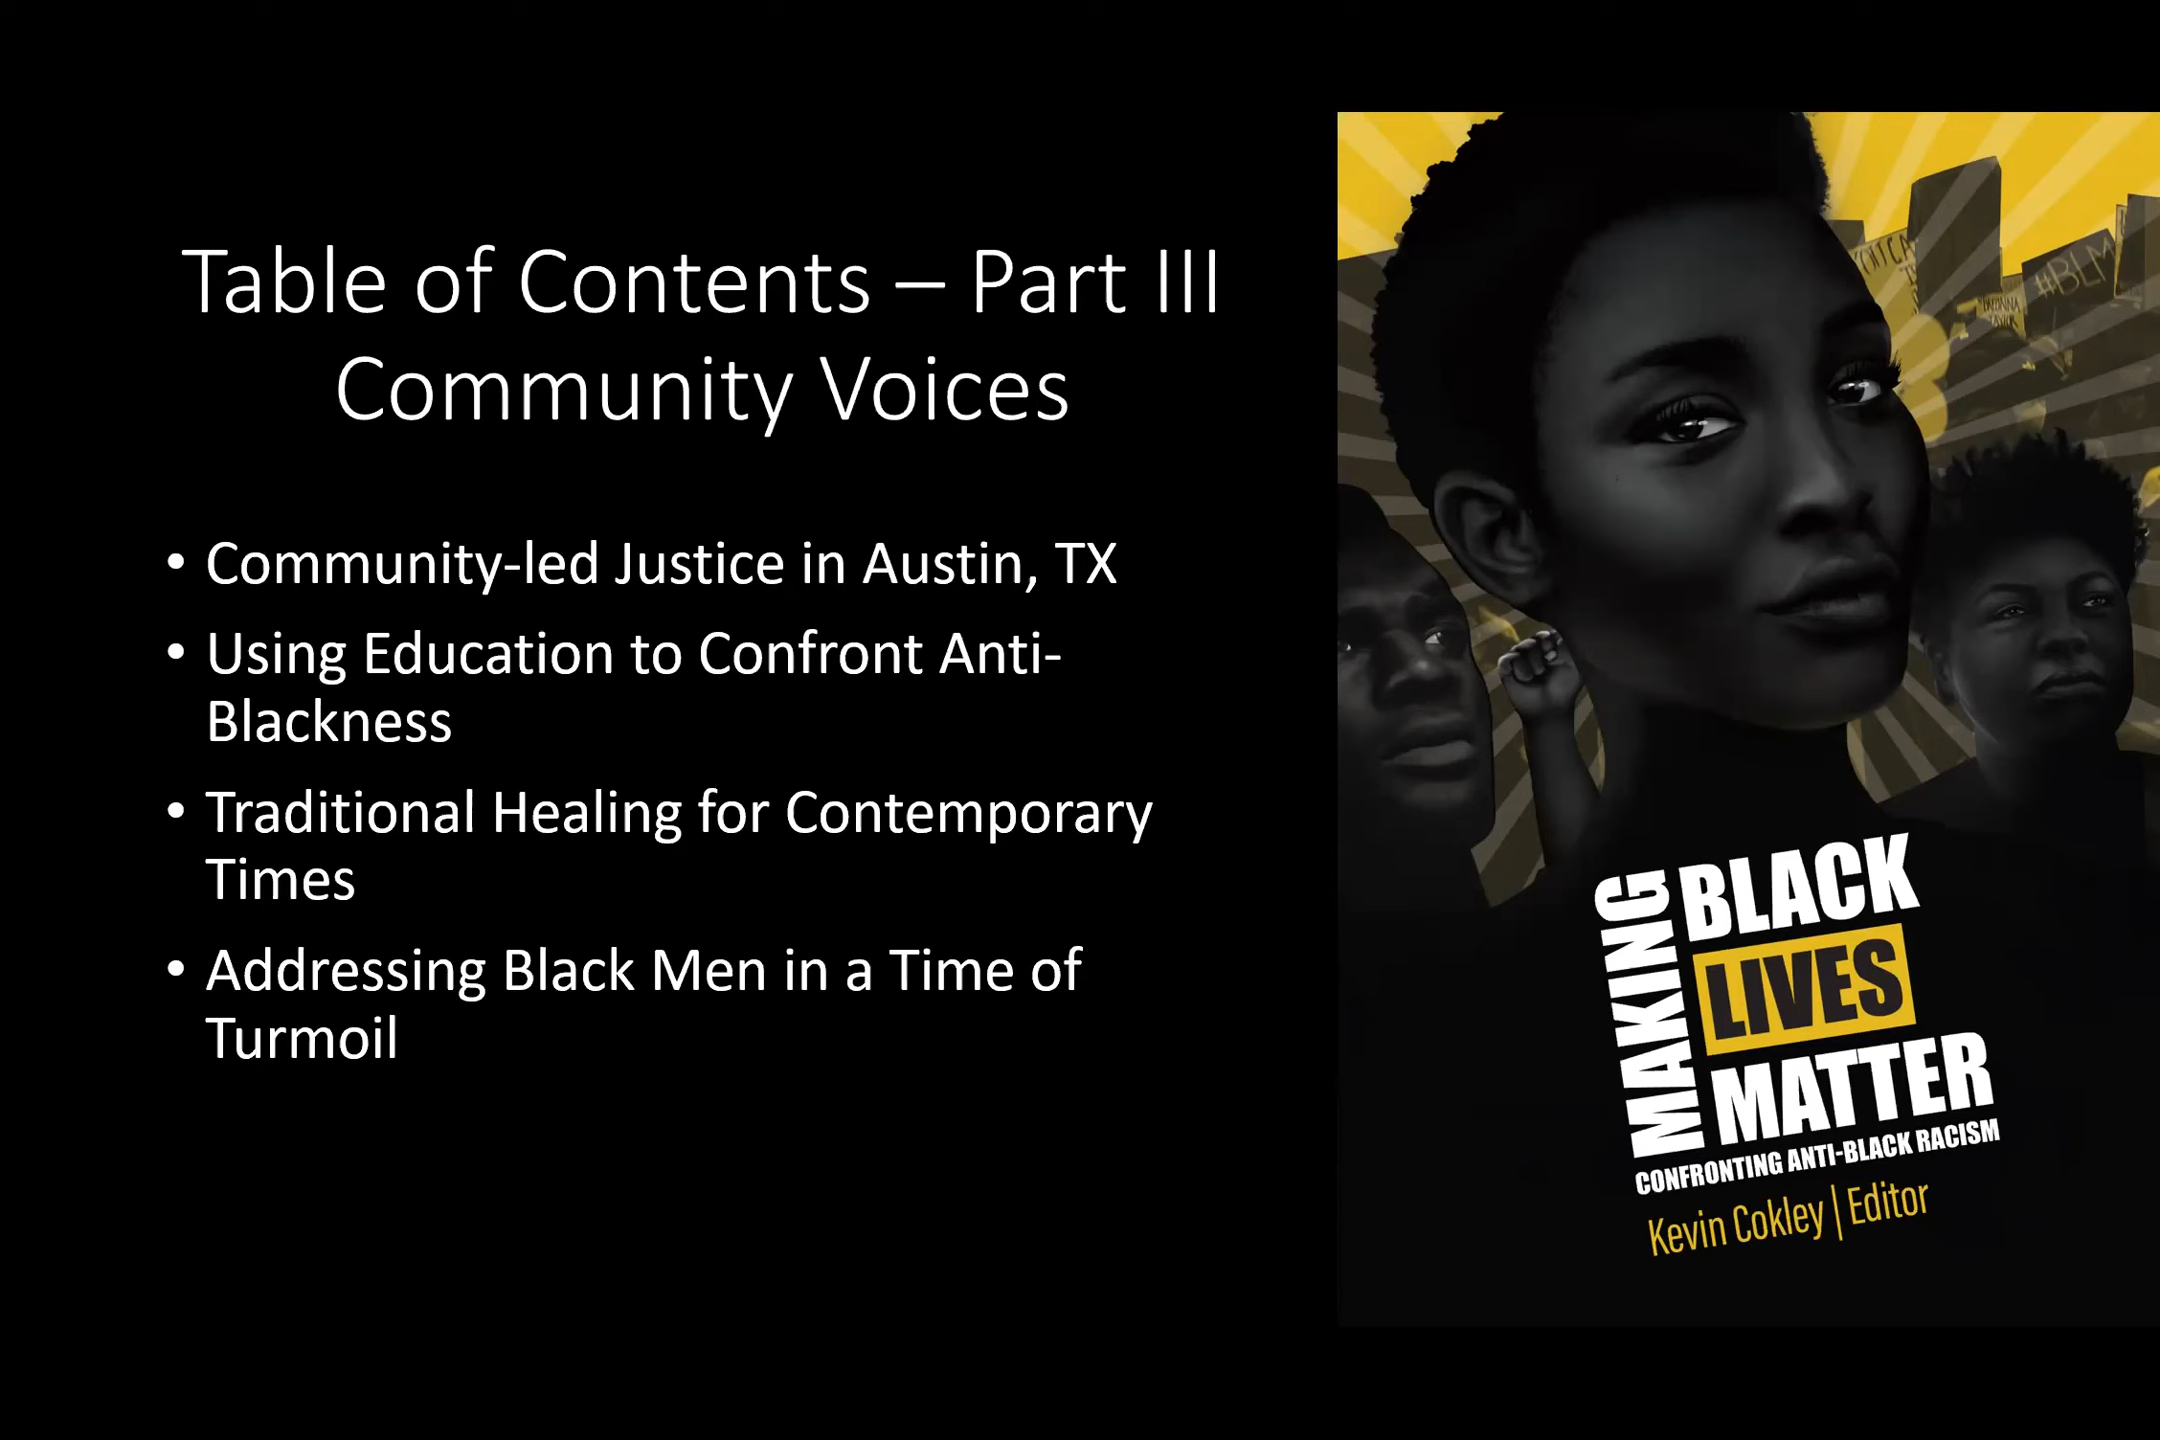 Table of Contents – Part III
Community Voices
• Community-led Justice in Austin, TX
• Using Education to Confront Anti-
Blackness
• Traditional Healing for Contemporary
Times
• Addressing Black Men in a Time of
Turmoil
#BLM
MAKING
BLACK
LIVES
MATTER
CONFRONTING ANTI-BLACK RACISM
Kevin Cokley | Editor